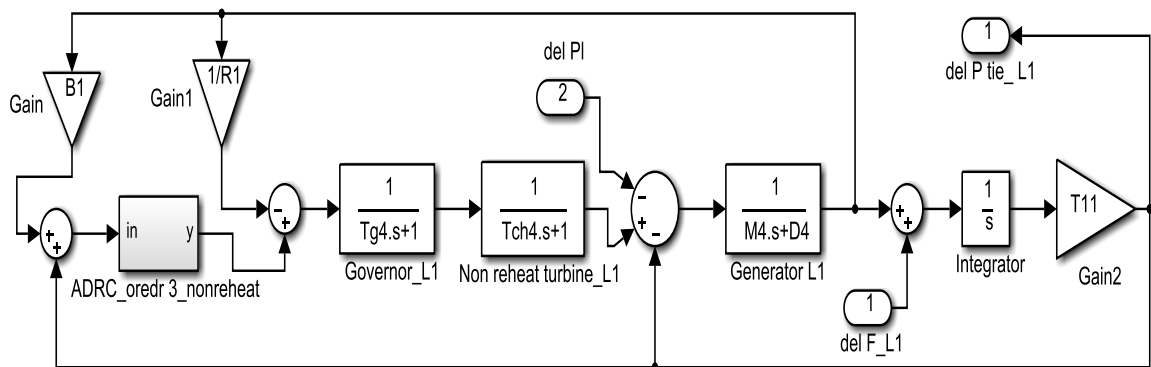 1
del P tie_ L1
del Pl
2
B1
Gain
1/R1
Gain1
in
y
ADRC_oredr 3_nonreheat
-
+
+
+
1
Tg4.s+1
Governor_L1
1
Tch4.s+1
Non reheat turbine_L1
-
+
-
1
M4.s+D4
Generator L1
+
+
1
del F_L1
1
s
Integrator
T11
Gain2